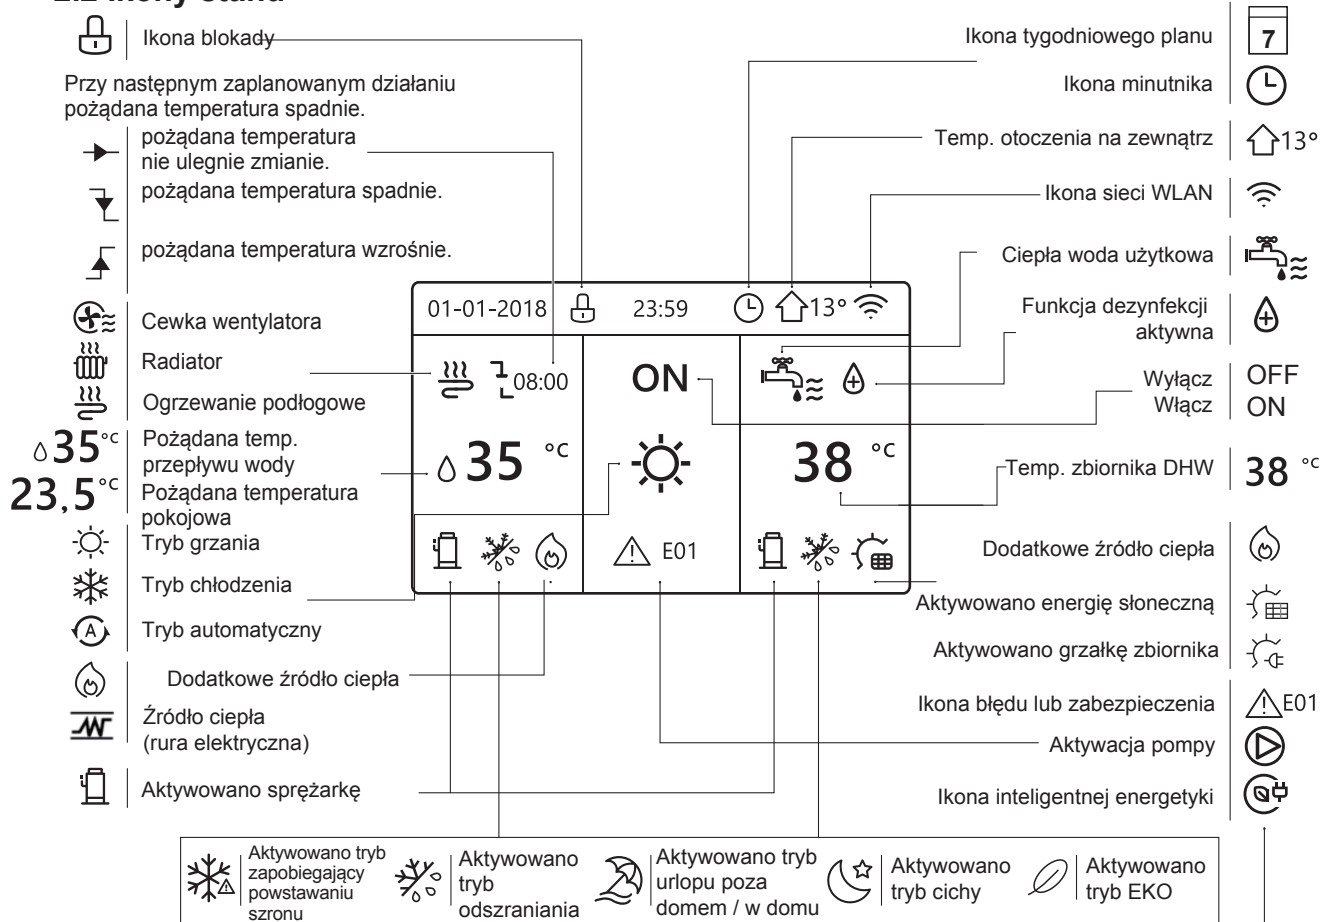 Ikona blokady
Przy następnym zaplanowanym działaniu
pożądana temperatura spadnie.
pożądana temperatura
nie ulegnie zmianie.
pożądana temperatura spadnie.
pożądana temperatura wzrośnie.
Cewka wentylatora
Radiator
Ogrzewanie podłogowe
35 °C
Pożądana temp.
przepływu wody
23,5 °C
Pożądana temperatura
pokojowa
Tryb grzania
Tryb chłodzenia
A
Tryb automatyczny
Dodatkowe źródło ciepła
Źródło ciepła
(rura elektryczna)
Aktywowano sprężarkę
01-01-2018
23:59
13°
08:00
ON
35 °C
38 °C
E01
Ikona tygodniowego planu
7
Ikona minutnika
Temp. otoczenia na zewnątrz
13°
Ikona sieci WLAN
Ciepła woda użytkowa
Funkcja dezynfekcji
aktywna
Wyłącz OFF
Włącz ON
Temp. zbiornika DHW
38 °C
Dodatkowe źródło ciepła
Aktywowano energię słoneczną
Aktywowano grzałkę zbiornika
Ikona błędu lub zabezpieczenia
E01
Aktywacja pompy
Ikona inteligentnej energetyki
Aktywowano tryb
zapobiegający
powstawaniu
szronu
Aktywowano
tryb
odszraniania
Aktywowano tryb
urlopu poza
domem / w domu
Aktywowano
tryb cichy
Aktywowano
tryb EKO